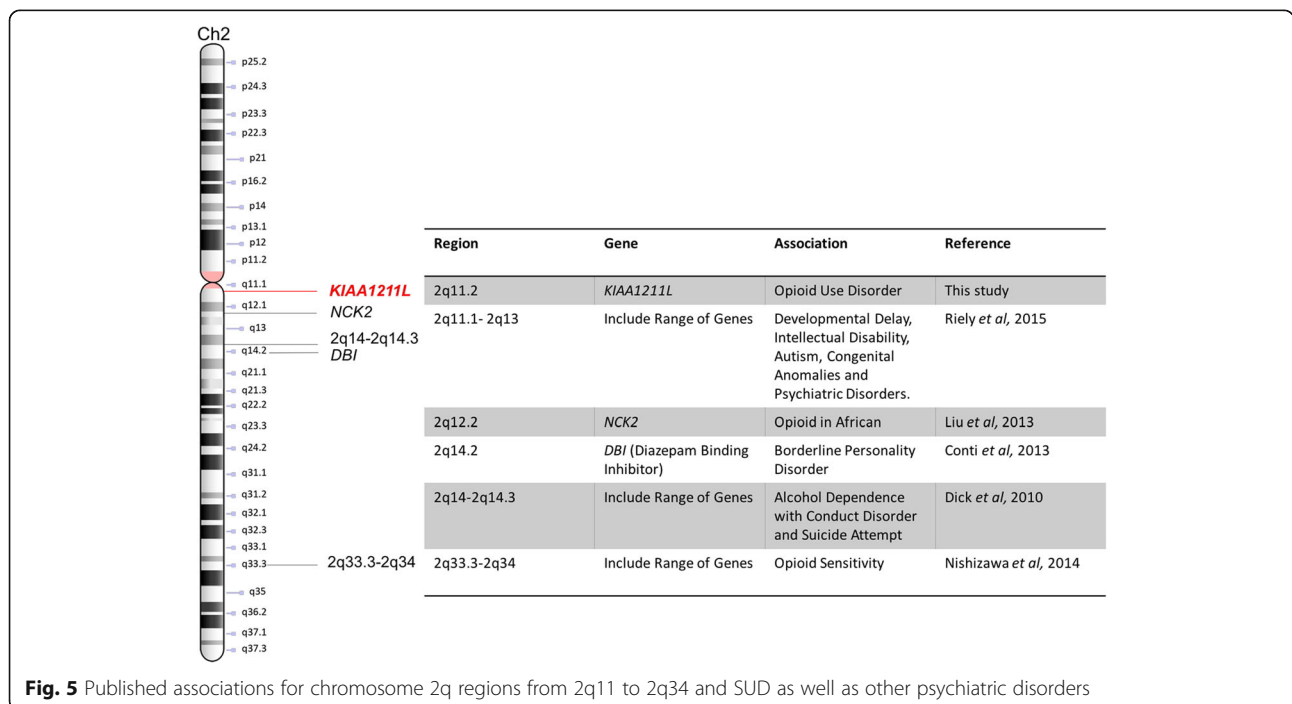 Ch2
p25.2
p24.3
p23.3
p22.3
p21
p16.2
p14
p13.1
p12
p11.2
q11.1
q12.1
q13
q14.2
q21.1
q21.3
q22.2
q23.3
q24.2
q31.1
q31.2
q32.1
q32.3
q33.1
q33.3
q35
q36.2
q37.1
q37.3
KIAA1211L
NCK2
2q14-2q14.3
DBI
2q33.3-2q34
Region Gene Association Reference
2q11.2 KIAA1211L Opioid Use Disorder This study
2q11.1- 2q13 Include Range of Genes Developmental Delay, Riely et al, 2015
Intellectual Disability,
Autism, Congenital
Anomalies and
Psychiatric Disorders.
2q12.2 NCK2 Opioid in African Liu et al, 2013
2q14.2 DBI (Diazepam Binding Borderline Personality Conti et al, 2013
Inhibitor) Disorder
2q14-2q14.3 Include Range of Genes Alcohol Dependence Dick et al, 2010
with Conduct Disorder
and Suicide Attempt
2q33.3-2q34 Include Range of Genes Opioid Sensitivity Nishizawa et al, 2014
Fig. 5 Published associations for chromosome 2q regions from 2q11 to 2q34 and SUD as well as other psychiatric disorders